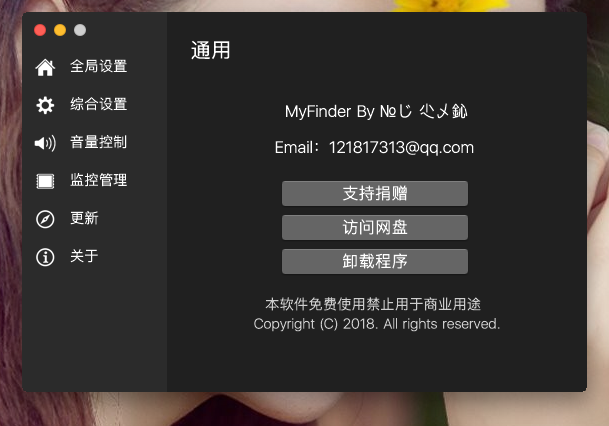 全局设置
综合设置
音量控制
监控管理
更新
关于
通用
MyFinder By №じ 尐メ鈊
Email：121817313@qq.com
支持捐赠
访问网盘
卸载程序
本软件免费使用禁止用于商业用途
Copyright (C) 2018. All rights reserved.